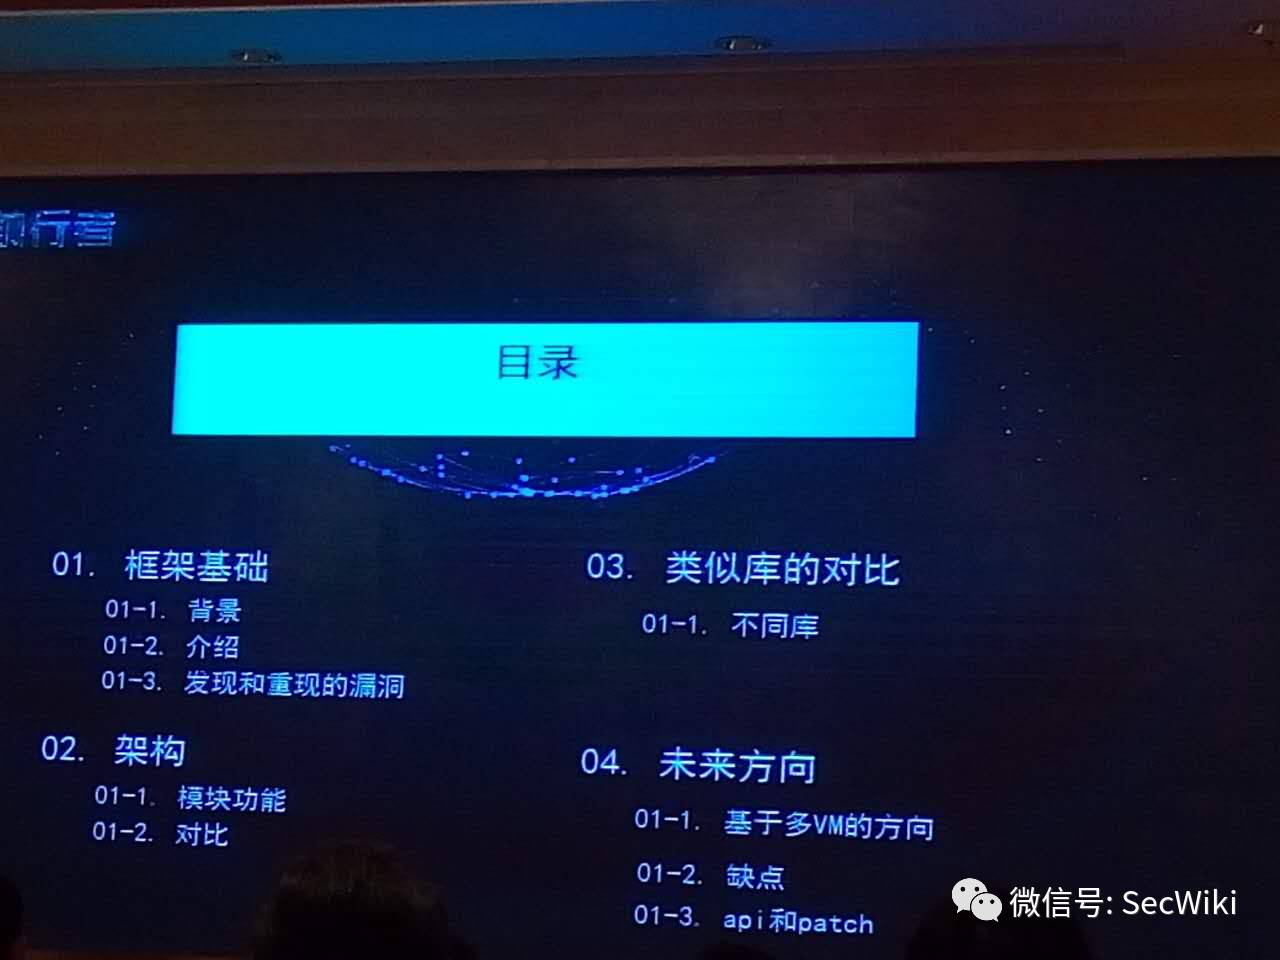 前行者
目录
01. 框架基础
01-1. 背景
01-2. 介绍
01-3. 发现和重现的漏洞
02. 架构
01-1. 模块功能
01-2. 对比
03. 类似库的对比
01-1. 不同库
04. 未来方向
01-1. 基于多VM的方向
01-2. 缺点
01-3. api和patch
微信号: SecWiki